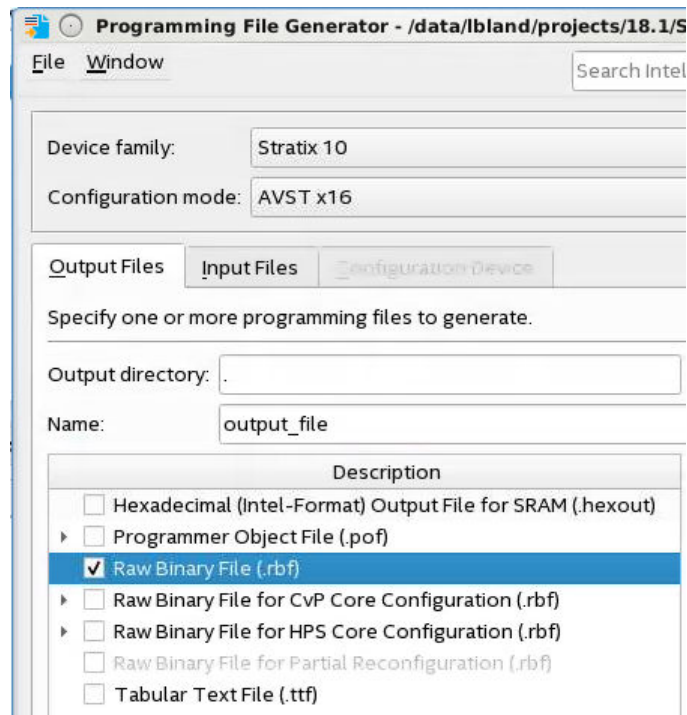 Programming File Generator - /data/lbland/projects/18.1/S
File Window
Search Intel
Device family: Stratix 10
Configuration mode: AVST x16
Output Files Input Files Configuration Device
Specify one or more programming files to generate.
Output directory: .
Name: output_file
Description
Hexadecimal (Intel-Format) Output File for SRAM (.hexout)
Programmer Object File (.pof)
Raw Binary File (.rbf)
Raw Binary File for CvP Core Configuration (.rbf)
Raw Binary File for HPS Core Configuration (.rbf)
Raw Binary File for Partial Reconfiguration (.rbf)
Tabular Text File (.ttf)